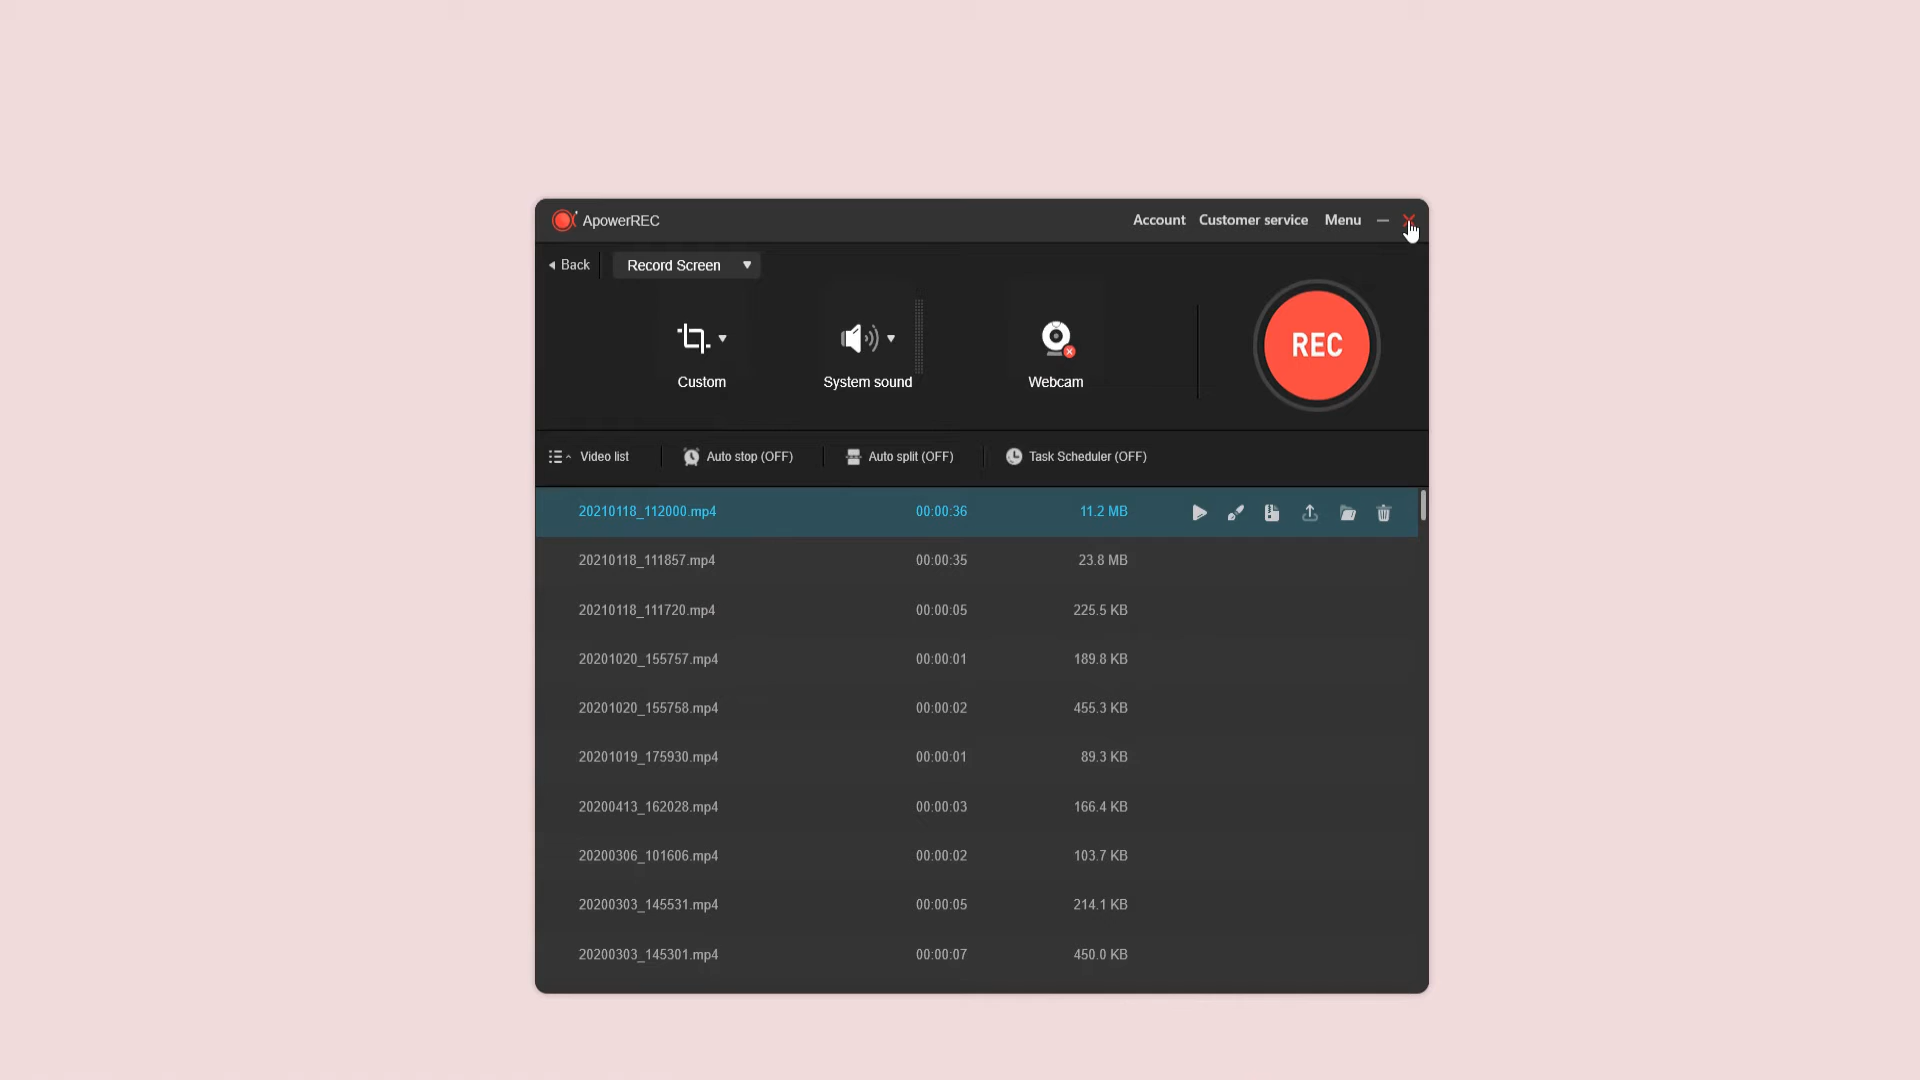 ApowerREC Account Customer service Menu
Back Record Screen
REC
Custom System sound Webcam
Video list Auto stop (OFF) Auto split (OFF) Task Scheduler (OFF)
20210118_112000.mp4 00:00:36 11.2 MB
20210118_111857.mp4 00:00:35 23.8 MB
20210118_111720.mp4 00:00:05 225.5 KB
20201020_155757.mp4 00:00:01 189.8 KB
20201020_155758.mp4 00:00:02 455.3 KB
20201019_175930.mp4 00:00:01 89.3 KB
20200413_162028.mp4 00:00:03 166.4 KB
20200306_101606.mp4 00:00:02 103.7 KB
20200303_145531.mp4 00:00:05 214.1 KB
20200303_145301.mp4 00:00:07 450.0 KB